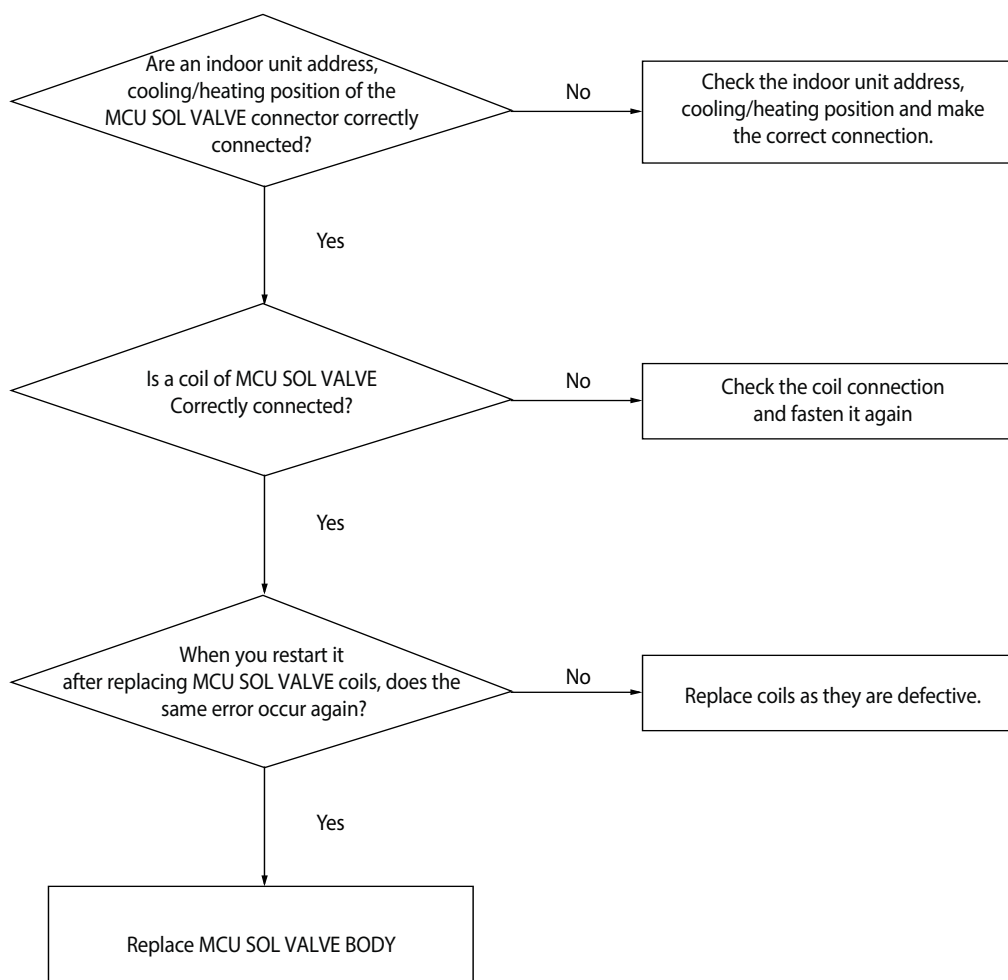 Are an indoor unit address,
cooling/heating position of the
MCU SOL VALVE connector correctly
connected?
No
Check the indoor unit address,
cooling/heating position and make
the correct connection.
Yes
Is a coil of MCU SOL VALVE
Correctly connected?
No
Check the coil connection
and fasten it again
Yes
When you restart it
after replacing MCU SOL VALVE coils, does the
same error occur again?
No
Replace coils as they are defective.
Yes
Replace MCU SOL VALVE BODY